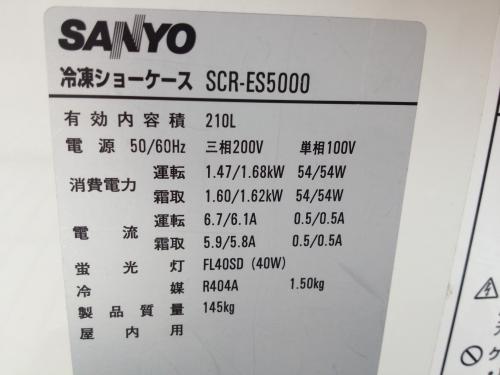 SANYO
冷凍ショーケース SCR-ES5000
有効内容積 210L
電源 50/60Hz 三相200V 単相100V
消費電力 運転 1.47/1.68kW 54/54W
霜取 1.60/1.62kW 54/54W
電流 運転 6.7/6.1A 0.5/0.5A
霜取 5.9/5.8A 0.5/0.5A
蛍光灯 FL40SD (40W)
冷媒 R404A 1.50kg
製品質量 145kg
屋内用